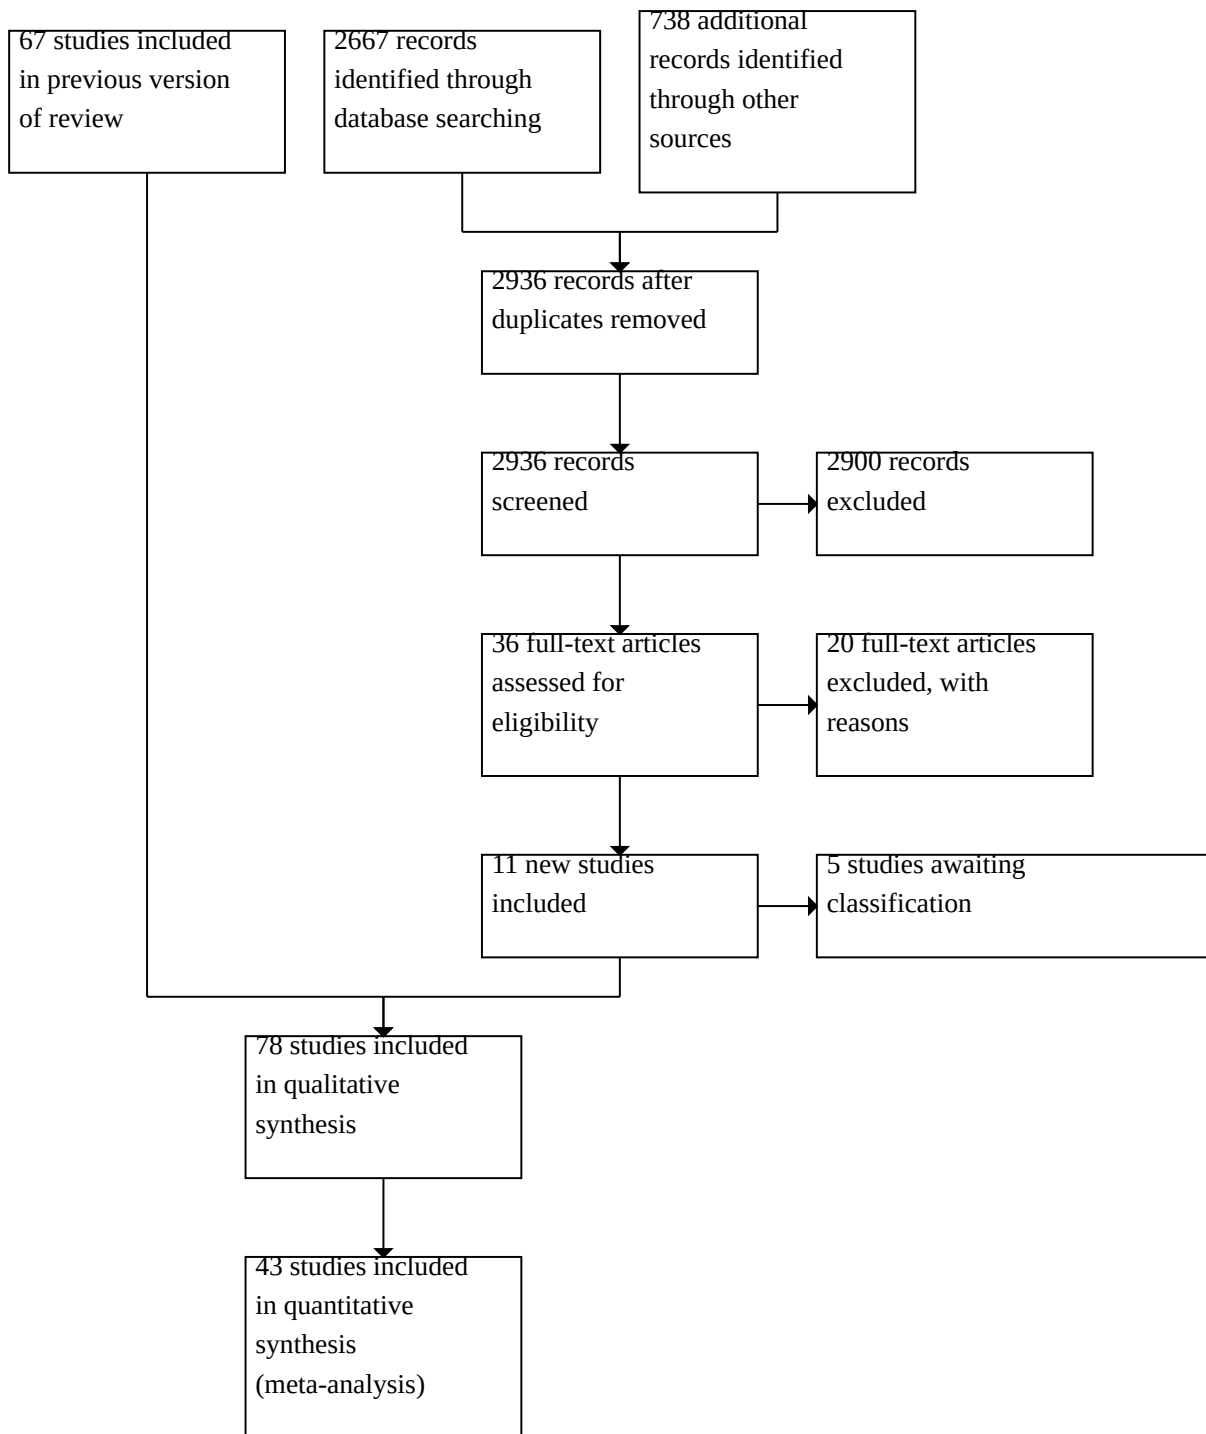 67 studies included
in previous version
of review
2667 records
identified through
database searching
738 additional
records identified
through other
sources
2936 records after
duplicates removed
2936 records
screened
2900 records
excluded
36 full-text articles
assessed for
eligibility
20 full-text articles
excluded, with
reasons
11 new studies
included
5 studies awaiting
classification
78 studies included
in qualitative
synthesis
43 studies included
in quantitative
synthesis
(meta-analysis)